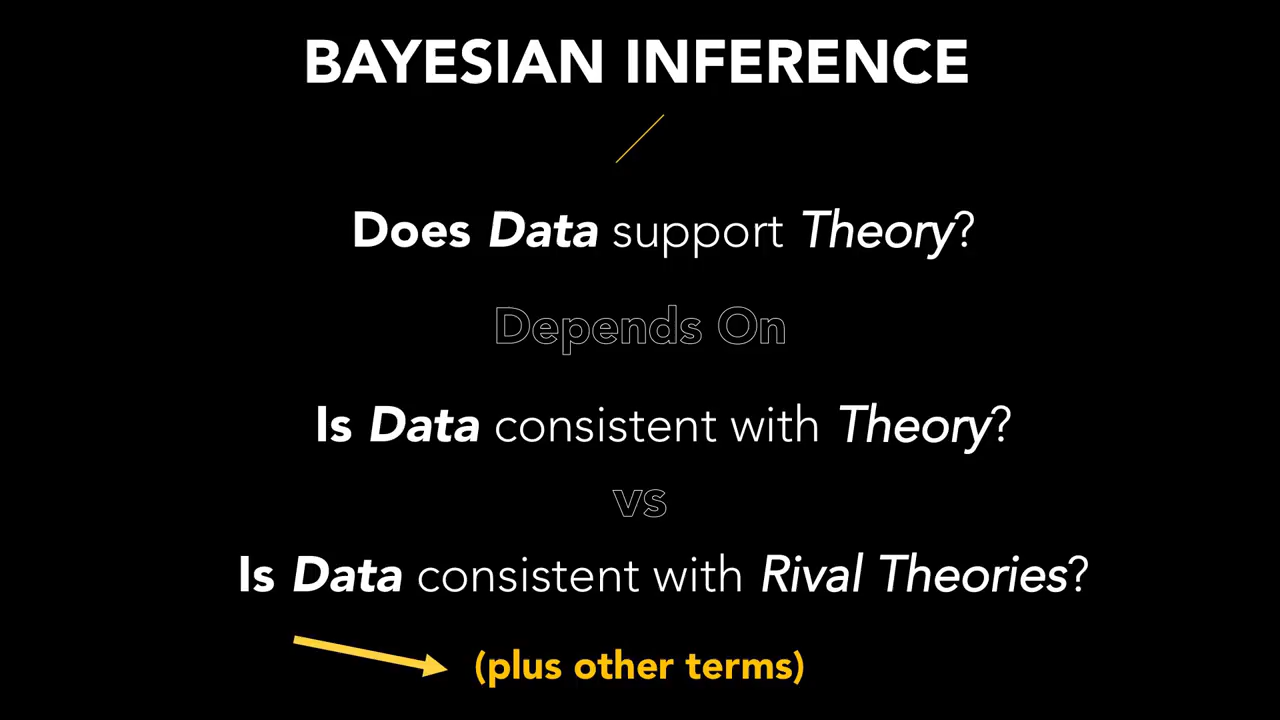 BAYESIAN INFERENCE
Does Data support Theory?
Depends On
Is Data consistent with Theory?
vs
Is Data consistent with Rival Theories?
(plus other terms)